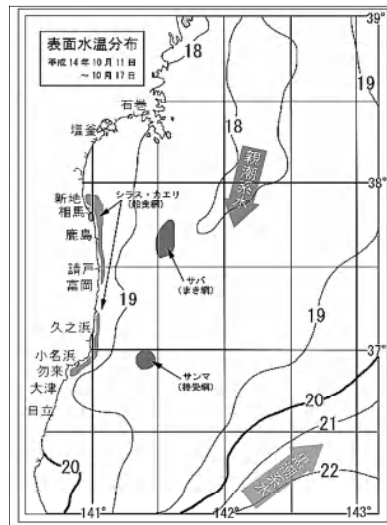 表面水温分布
平成14年10月11日
～10月17日
39°
18
19
石巻
塩釜
18
親潮系水
38°
新地
シラス・カエリ
(船曳網)
相馬
鹿島
請戸
サバ
(まき網)
富岡
19
19
久之浜
37°
小名浜
勿来
サンマ
(棒受網)
大津
日立
20
21
20
22
141°
142°
143°